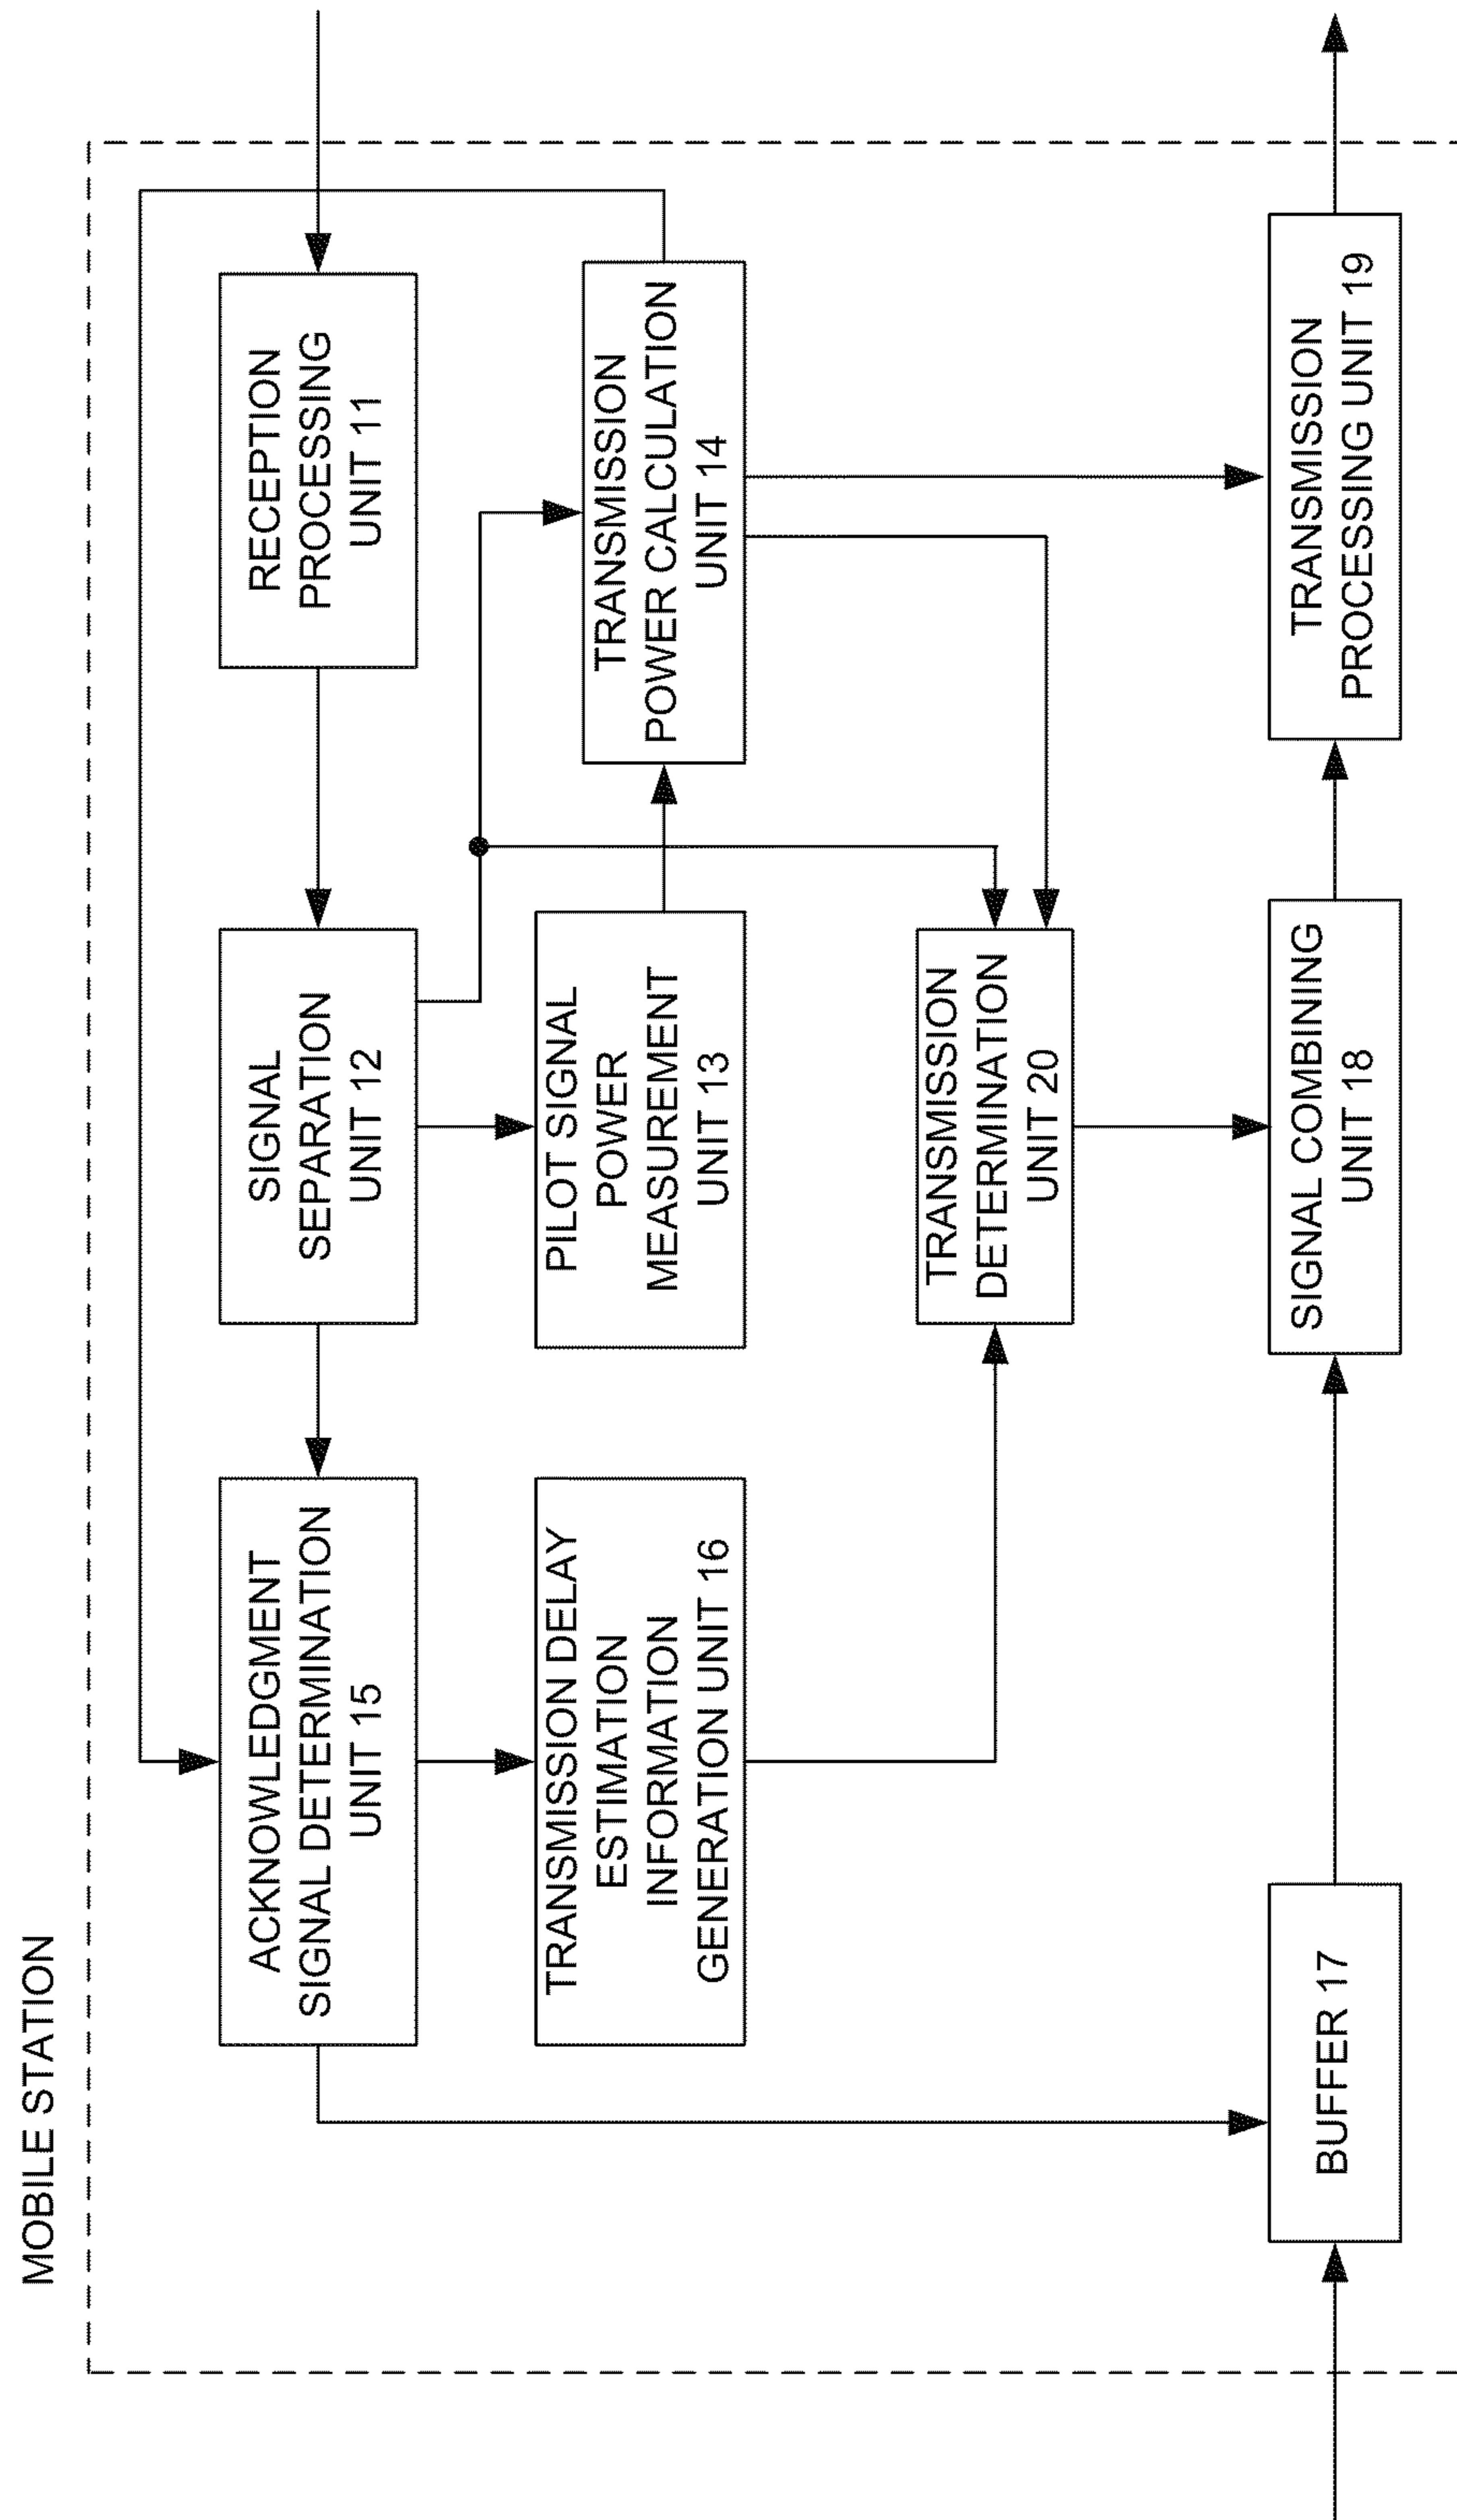 MOBILE STATION
ACKNOWLEDGMENT
SIGNAL DETERMINATION
UNIT 15
SIGNAL
SEPARATION
UNIT 12
RECEPTION
PROCESSING
UNIT 11
TRANSMISSION DELAY
ESTIMATION
INFORMATION
GENERATION UNIT 16
PILOT SIGNAL
POWER
MEASUREMENT
UNIT 13
TRANSMISSION
POWER CALCULATION
UNIT 14
TRANSMISSION
DETERMINATION
UNIT 20
BUFFER 17
SIGNAL COMBINING
UNIT 18
TRANSMISSION
PROCESSING UNIT 19